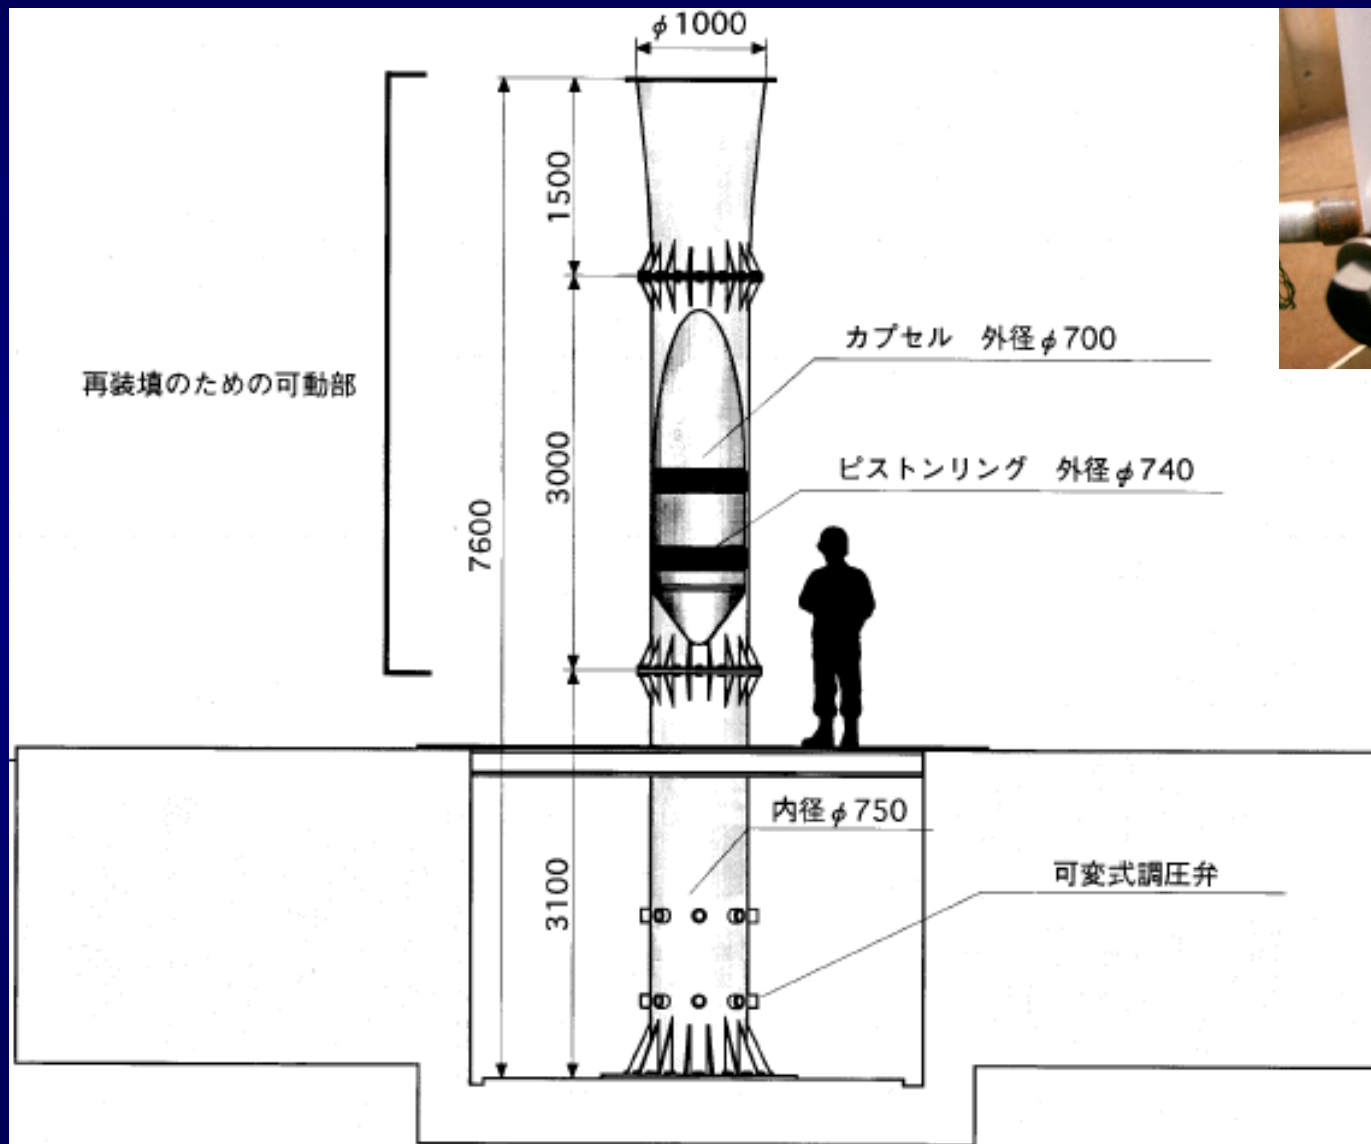 φ1000
1500
カプセル 外径φ700
再装填のための可動部
3000
ピストンリング 外径φ740
7600
内径φ750
3100
可変式調圧弁